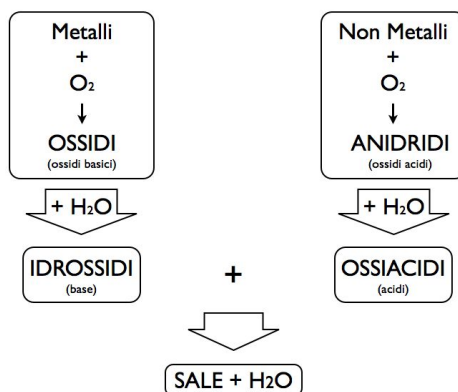 Metalli
+
O₂
↓
OSSIDI
(ossidi basici)
+ H₂O
IDROSSIDI
(base)
Non Metalli
+
O₂
↓
ANIDRIDI
(ossidi acidi)
+ H₂O
OSSIACIDI
(acidi)
+
SALE + H₂O